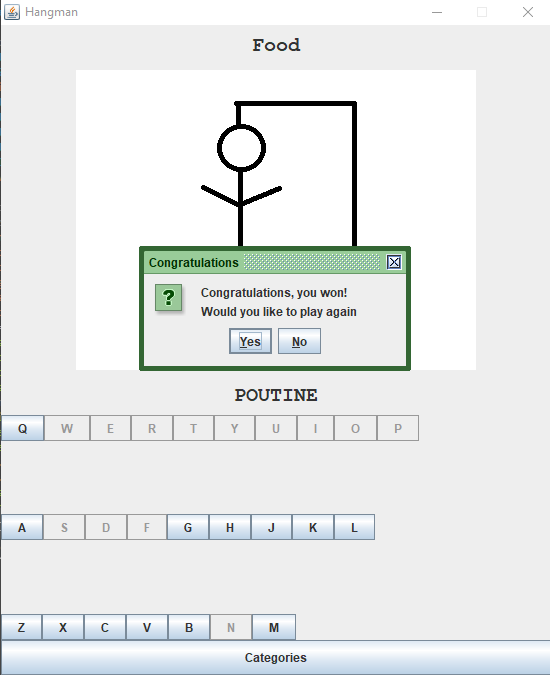 Hangman
Food
Congratulations
? Congratulations, you won!
Would you like to play again
Yes No
POUTINE
Q W E R T Y U I O P
A S D F G H J K L
Z X C V B N M
Categories